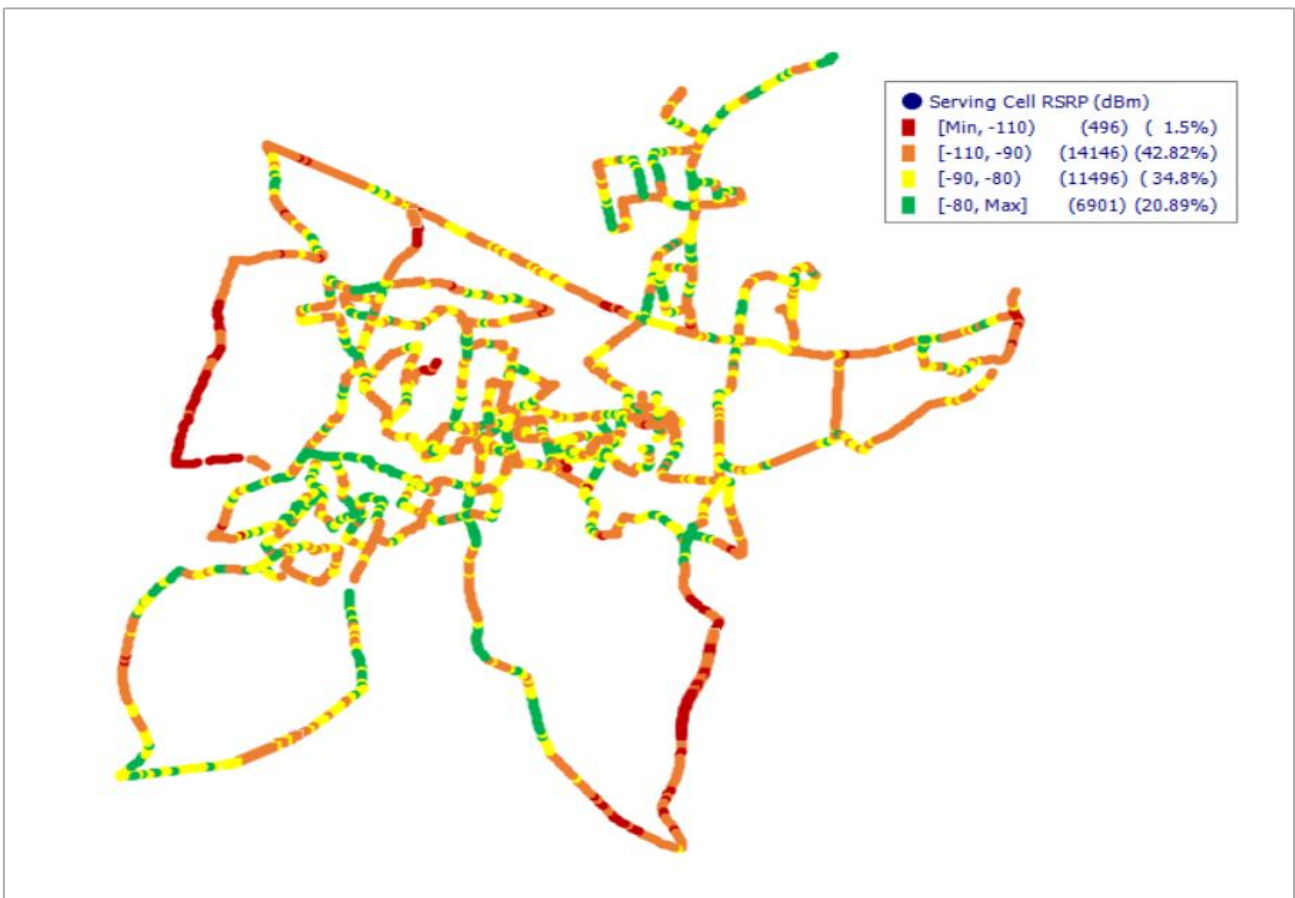 Serving Cell RSRP (dBm)
[Min, -110) (496) ( 1.5%)
[-110, -90) (14146) (42.82%)
[-90, -80) (11496) ( 34.8%)
[-80, Max] (6901) (20.89%)